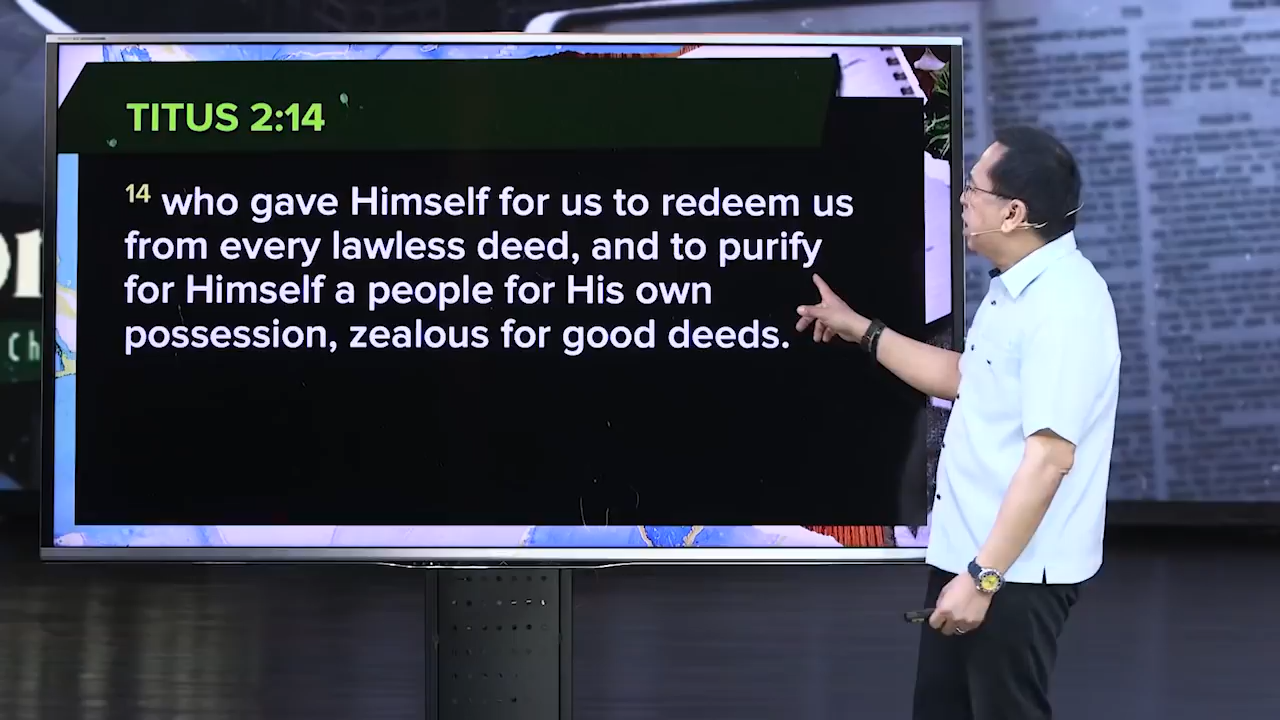 TITUS 2:14
14 who gave Himself for us to redeem us
from every lawless deed, and to purify
for Himself a people for His own
possession, zealous for good deeds.
Ch